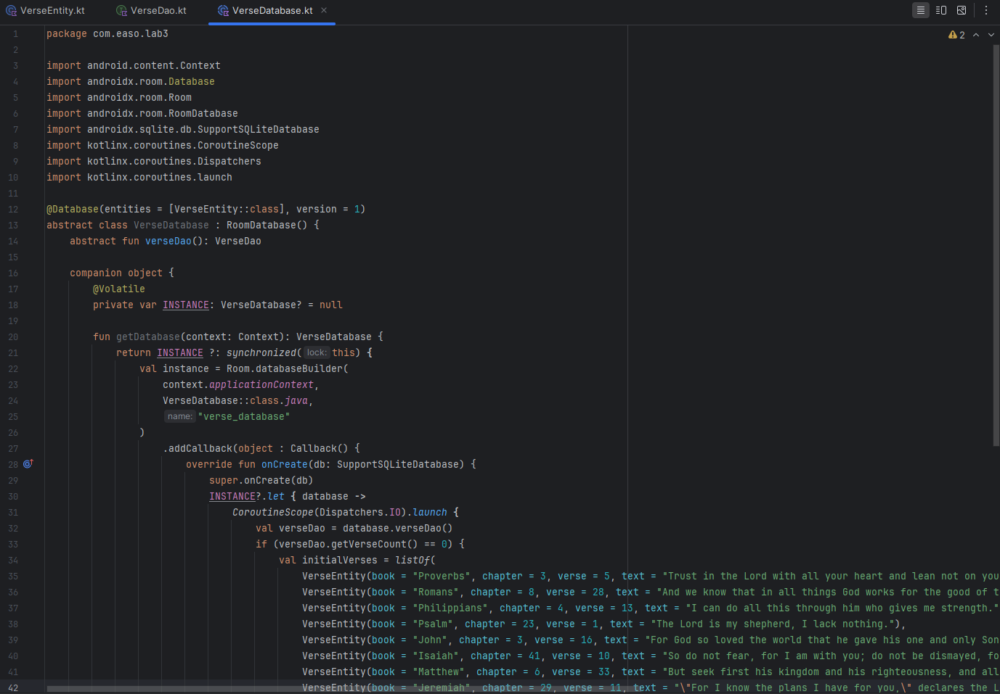 VerseEntity.kt VerseDao.kt VerseDatabase.kt
2
1 package com.easo.lab3
2
3 import android.content.Context
4 import androidx.room.Database
5 import androidx.room.Room
6 import androidx.room.RoomDatabase
7 import androidx.sqlite.db.SupportSQLiteDatabase
8 import kotlinx.coroutines.CoroutineScope
9 import kotlinx.coroutines.Dispatchers
10 import kotlinx.coroutines.launch
11
12 @Database(entities = [VerseEntity::class], version = 1)
13 abstract class VerseDatabase : RoomDatabase() {
14 abstract fun verseDao(): VerseDao
15
16 companion object {
17 @Volatile
18 private var INSTANCE: VerseDatabase? = null
19
20 fun getDatabase(context: Context): VerseDatabase {
21 return INSTANCE ?: synchronized( lock: this) {
22 val instance = Room.databaseBuilder(
23 context.applicationContext,
24 VerseDatabase::class.java,
25 name: "verse_database"
26 )
27 .addCallback(object : Callback() {
28 override fun onCreate(db: SupportSQLiteDatabase) {
29 super.onCreate(db)
30 INSTANCE?.let { database ->
31 CoroutineScope(Dispatchers.IO).launch {
32 val verseDao = database.verseDao()
33 if (verseDao.getVerseCount() == 0) {
34 val initialVerses = listOf(
35 VerseEntity(book = "Proverbs", chapter = 3, verse = 5, text = "Trust in the Lord with all your heart and lean not on you
36 VerseEntity(book = "Romans", chapter = 8, verse = 28, text = "And we know that in all things God works for the good of t
37 VerseEntity(book = "Philippians", chapter = 4, verse = 13, text = "I can do all this through him who gives me strength."
38 VerseEntity(book = "Psalm", chapter = 23, verse = 1, text = "The Lord is my shepherd, I lack nothing."),
39 VerseEntity(book = "John", chapter = 3, verse = 16, text = "For God so loved the world that he gave his one and only Son
40 VerseEntity(book = "Isaiah", chapter = 41, verse = 10, text = "So do not fear, for I am with you; do not be dismayed, fo
41 VerseEntity(book = "Matthew", chapter = 6, verse = 33, text = "But seek first his kingdom and his righteousness, and all
42 VerseEntity(book = "Jeremiah", chapter = 29, verse = 11, text = "\"For I know the plans I have for you,\" declares the L